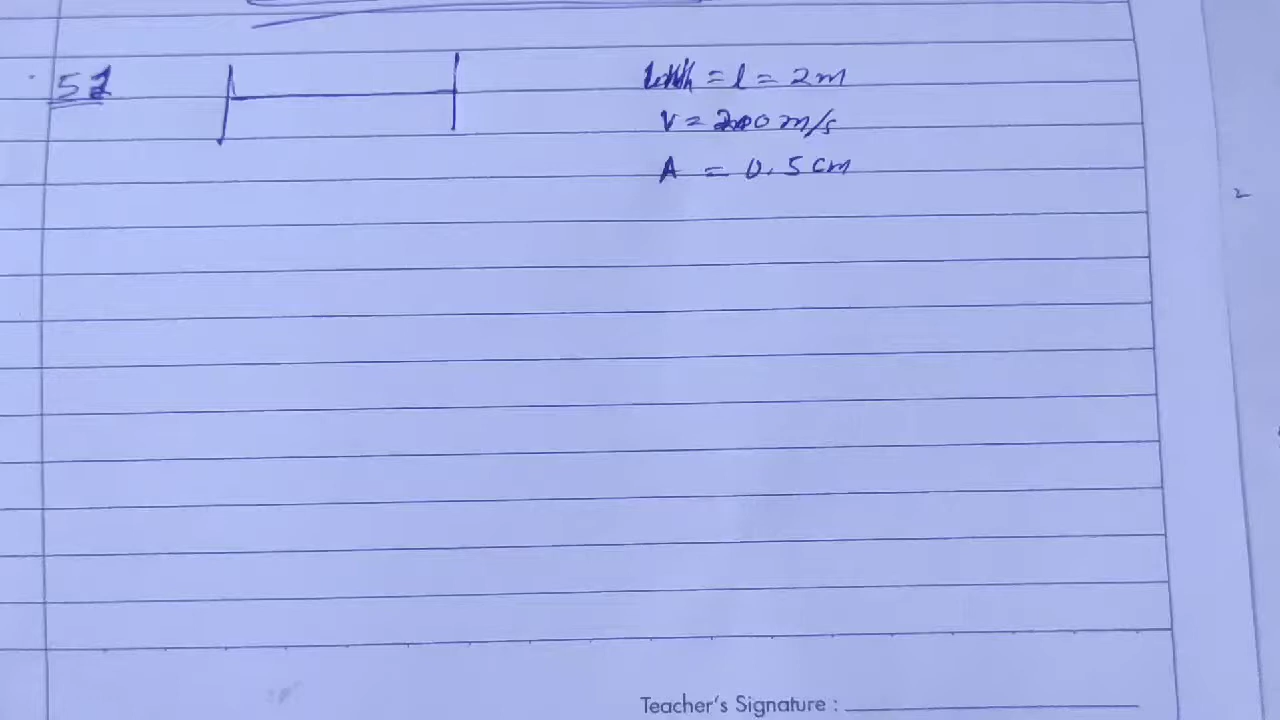 52
l = 2m
V = 200 m/s
A = 0.5 cm
Teacher's Signature :